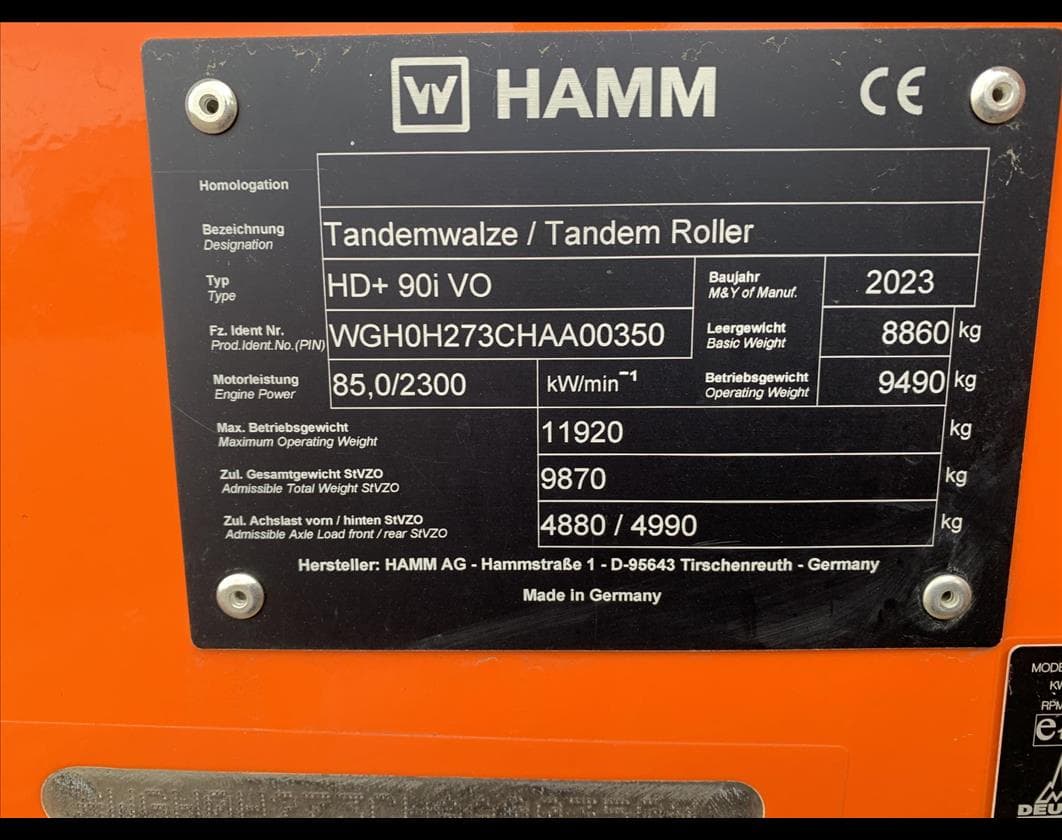 W HAMM CE
Homologation
Bezeichnung Tandemwalze / Tandem Roller
Designation
Typ HD+ 90i VO Baujahr 2023
Type M&Y of Manuf.
Fz. Ident Nr. WGH0H273CHAA00350 Leergewicht 8860 kg
Prod.Ident.No.(PIN) Basic Weight
Motorleistung 85,0/2300 kW/min⁻¹ Betriebsgewicht 9490 kg
Engine Power Operating Weight
Max. Betriebsgewicht 11920 kg
Maximum Operating Weight
Zul. Gesamtgewicht StVZO 9870 kg
Admissible Total Weight StVZO
Zul. Achslast vorn / hinten StVZO 4880 / 4990 kg
Admissible Axle Load front / rear StVZO
Hersteller: HAMM AG - Hammstraße 1 - D-95643 Tirschenreuth - Germany
Made in Germany